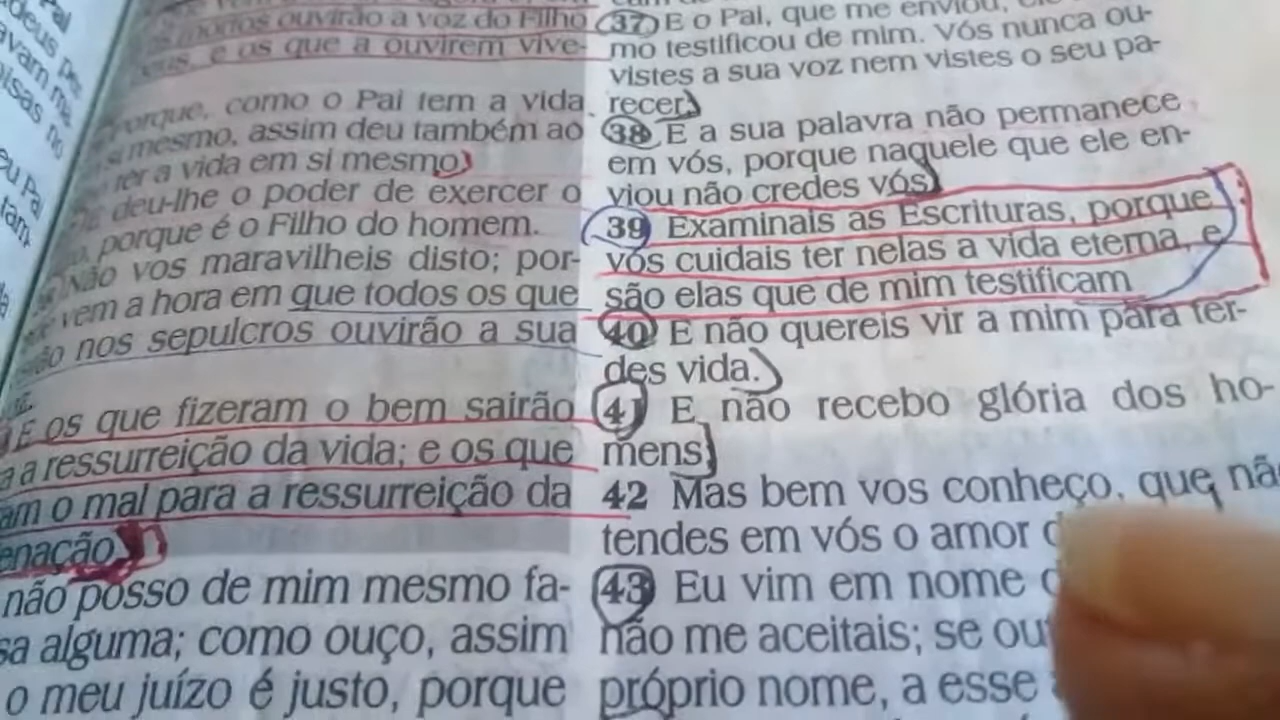 Pai
ouvirão a voz do Filho
e os que a ouvirem vive-
Porque, como o Pai tem a vida
si mesmo, assim deu também ao
ter a vida em si mesmo
deu-lhe o poder de exercer o
porque é o Filho do homem.
Não vos maravilheis disto; por-
vem a hora em que todos os que
nos sepulcros ouvirão a sua
E os que fizeram o bem sairão
a a ressurreição da vida; e os que
am o mal para a ressurreição da
enação
não posso de mim mesmo fa-
sa alguma; como ouço, assim
o meu juízo é justo, porque
37 E o Pai, que me enviou,
mo testificou de mim. Vós nunca ou-
vistes a sua voz nem vistes o seu pa-
recer
38 E a sua palavra não permanece
em vós, porque naquele que ele en-
viou não credes vós
39 Examinais as Escrituras, porque
vós cuidais ter nelas a vida eterna, e
são elas que de mim testificam
40 E não quereis vir a mim para ter-
des vida.
41 E não recebo glória dos ho-
mens
42 Mas bem vos conheço, que nã
tendes em vós o amor
43 Eu vim em nome
não me aceitais; se ou
próprio nome, a esse